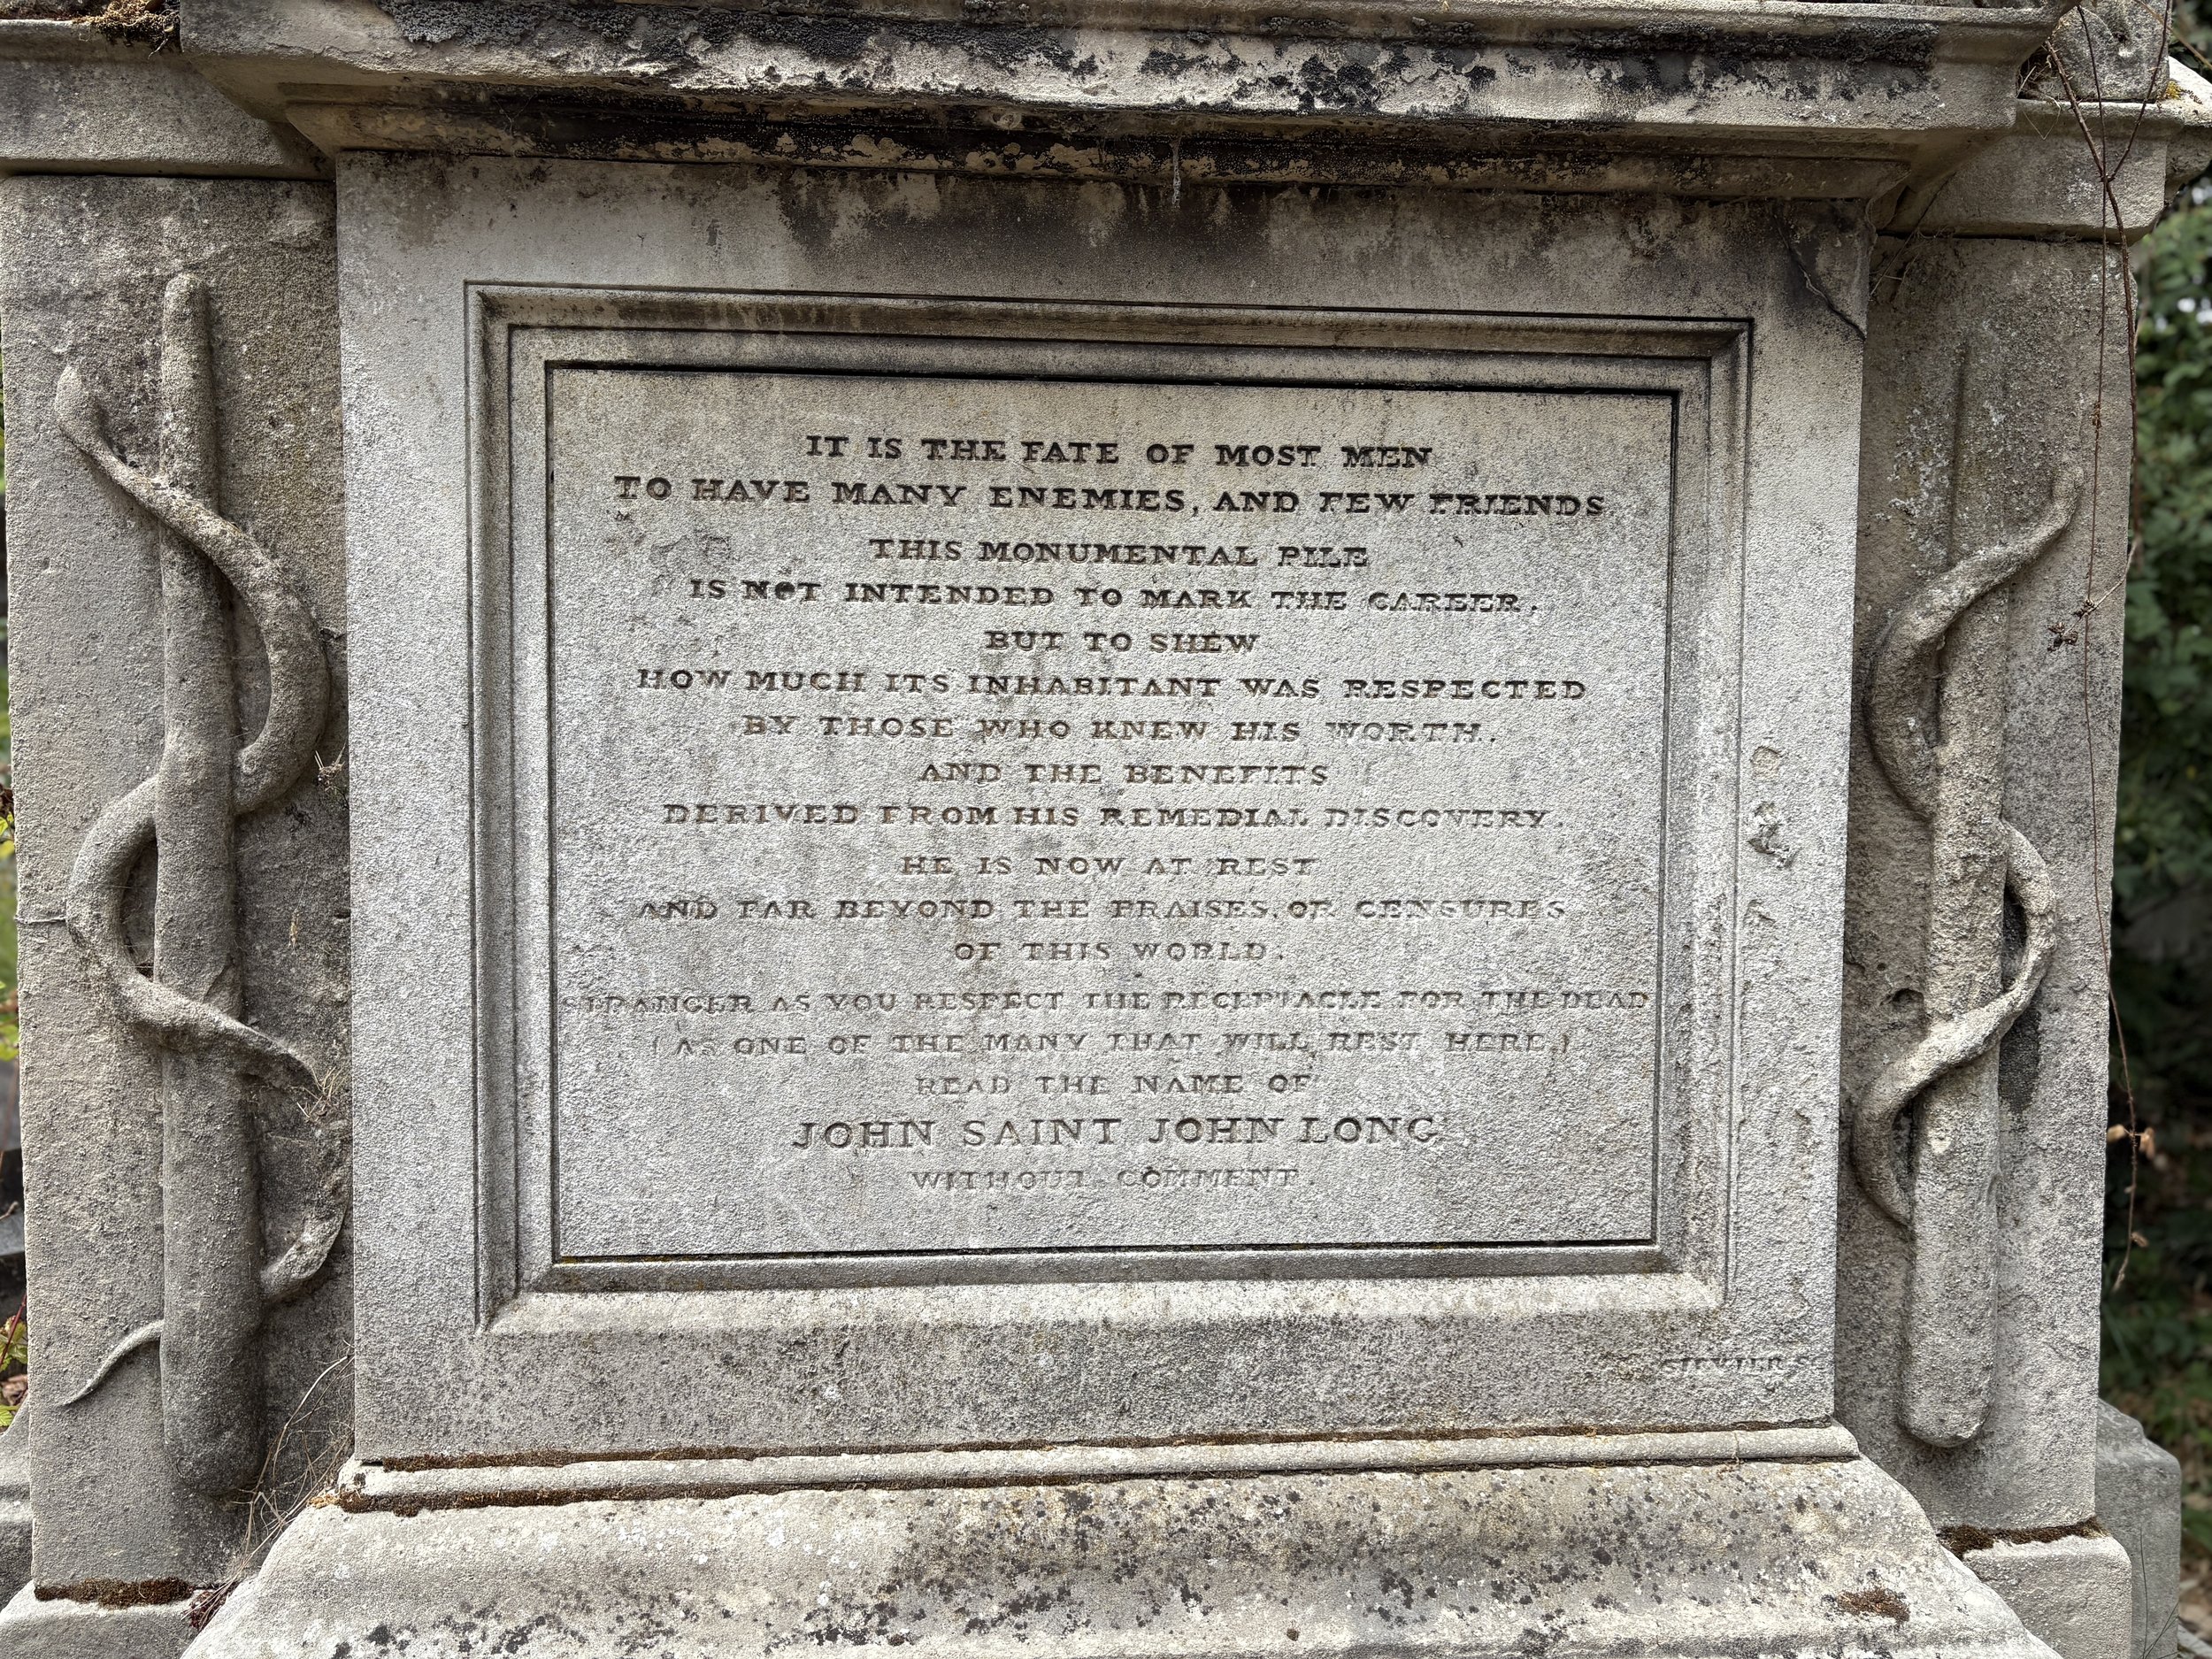 IT IS THE FATE OF MOST MEN
TO HAVE MANY ENEMIES, AND FEW FRIENDS.
THIS MONUMENTAL PILE
IS NOT INTENDED TO MARK THE CAREER.
BUT TO SHEW
HOW MUCH ITS INHABITANT WAS RESPECTED
BY THOSE WHO KNEW HIS WORTH.
AND THE BENEFITS
DERIVED FROM HIS REMEDIAL DISCOVERY.
HE IS NOW AT REST
AND FAR BEYOND THE PRAISES, OR CENSURES
OF THIS WORLD.
STRANGER AS YOU RESPECT THE RECEPTACLE FOR THE DEAD
(AS ONE OF THE MANY THAT WILL REST HERE.)
READ THE NAME OF
JOHN SAINT JOHN LONG
WITHOUT COMMENT.